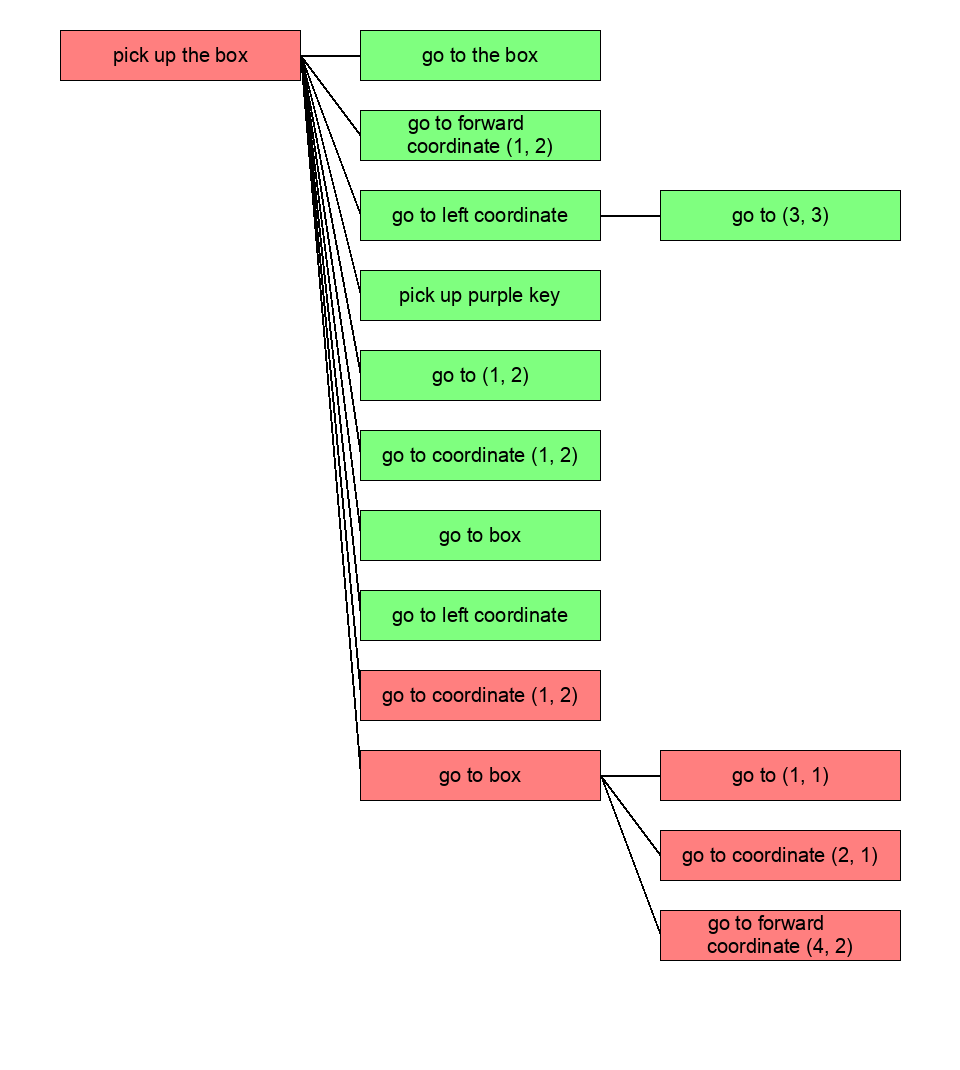 pick up the box
go to the box
go to forward
coordinate (1, 2)
go to left coordinate
go to (3, 3)
pick up purple key
go to (1, 2)
go to coordinate (1, 2)
go to box
go to left coordinate
go to coordinate (1, 2)
go to box
go to (1, 1)
go to coordinate (2, 1)
go to forward
coordinate (4, 2)